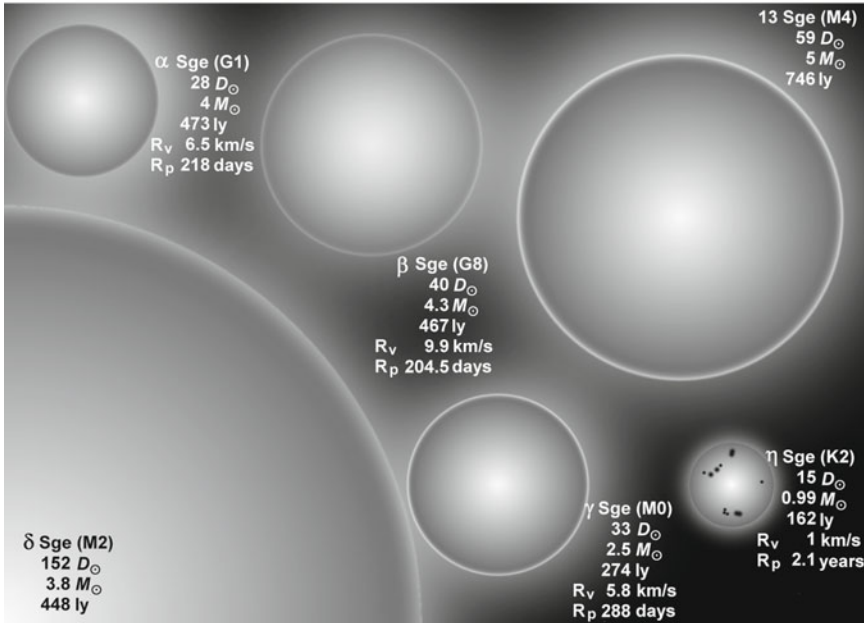 α Sge (G1)
28 D☉
4 M☉
473 ly
Rv 6.5 km/s
Rp 218 days
13 Sge (M4)
59 D☉
5 M☉
746 ly
β Sge (G8)
40 D☉
4.3 M☉
467 ly
Rv 9.9 km/s
Rp 204.5 days
η Sge (K2)
15 D☉
0.99 M☉
162 ly
Rv 1 km/s
Rp 2.1 years
γ Sge (M0)
33 D☉
2.5 M☉
274 ly
Rv 5.8 km/s
Rp 288 days
δ Sge (M2)
152 D☉
3.8 M☉
448 ly